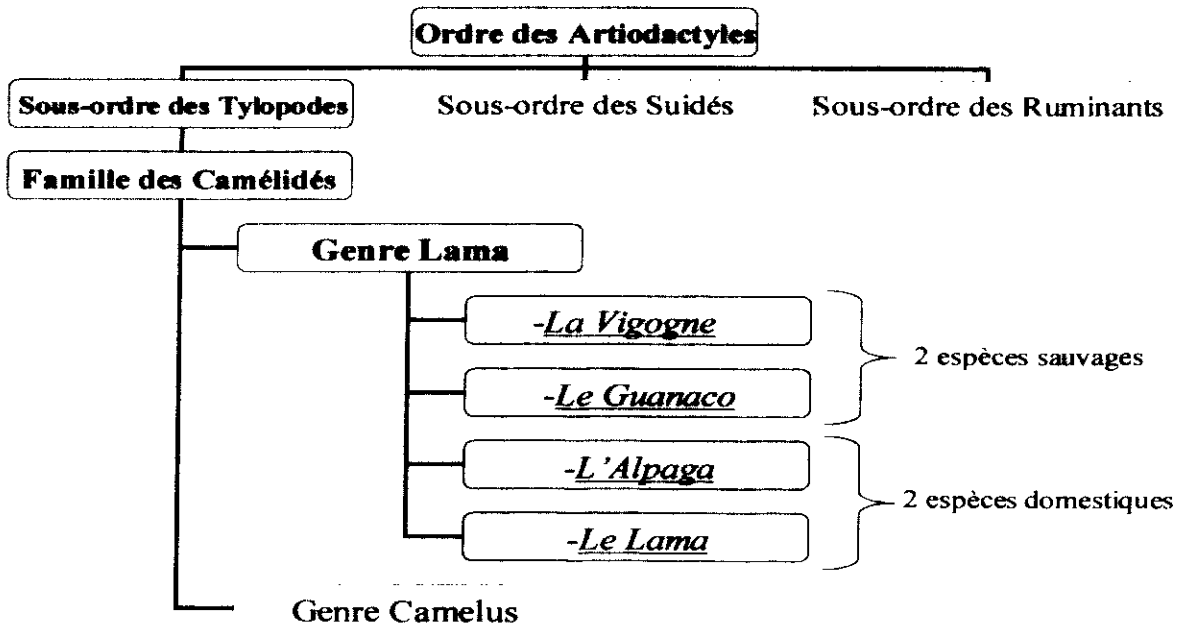 Ordre des Artiodactyles
Sous-ordre des Tylopodes
Sous-ordre des Suidés
Sous-ordre des Ruminants
Famille des Camélidés
Genre Lama
-La Vigogne
2 espèces sauvages
-Le Guanaco
-L'Alpaga
2 espèces domestiques
-Le Lama
Genre Camelus